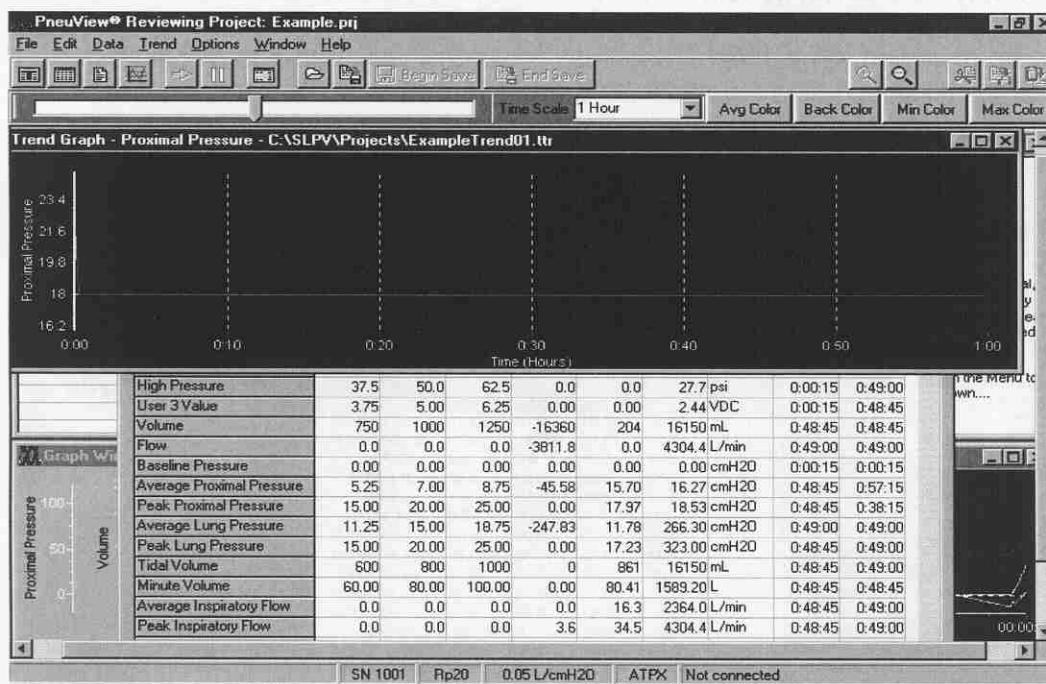 PneuView® Reviewing Project: Example.prj
File Edit Data Trend Options Window Help
Begin Save End Save
Time Scale 1 Hour Avg Color Back Color Min Color Max Color
Trend Graph - Proximal Pressure - C:\SLPV\Projects\ExampleTrend01.ttr
Proximal Pressure
23.4
21.6
19.8
18
16.2
0:00 0:10 0:20 0:30 0:40 0:50 1:00
Time (Hours)
High Pressure 37.5 50.0 62.5 0.0 0.0 27.7 psi 0:00:15 0:49:00
User 3 Value 3.75 5.00 6.25 0.00 0.00 2.44 VDC 0:00:15 0:48:45
Volume 750 1000 1250 -16360 204 16150 mL 0:48:45 0:48:45
Flow 0.0 0.0 0.0 -3811.8 0.0 4304.4 L/min 0:49:00 0:49:00
Baseline Pressure 0.00 0.00 0.00 0.00 0.00 0.00 cmH2O 0:00:15 0:00:15
Average Proximal Pressure 5.25 7.00 8.75 -45.58 15.70 16.27 cmH2O 0:48:45 0:57:15
Peak Proximal Pressure 15.00 20.00 25.00 0.00 17.97 18.53 cmH2O 0:48:45 0:38:15
Average Lung Pressure 11.25 15.00 18.75 -247.83 11.78 266.30 cmH2O 0:49:00 0:49:00
Peak Lung Pressure 15.00 20.00 25.00 0.00 17.23 323.00 cmH2O 0:48:45 0:49:00
Tidal Volume 600 800 1000 0 861 16150 mL 0:48:45 0:49:00
Minute Volume 60.00 80.00 100.00 0.00 80.41 1589.20 L 0:48:45 0:48:45
Average Inspiratory Flow 0.0 0.0 0.0 0.0 16.3 2364.0 L/min 0:48:45 0:49:00
Peak Inspiratory Flow 0.0 0.0 0.0 3.6 34.5 4304.4 L/min 0:48:45 0:49:00
the Menu to
Graph Win
Proximal Pressure
100
50
0
Volume
00:00:
SN 1001 Rp20 0.05 L/cmH2O ATPX Not connected